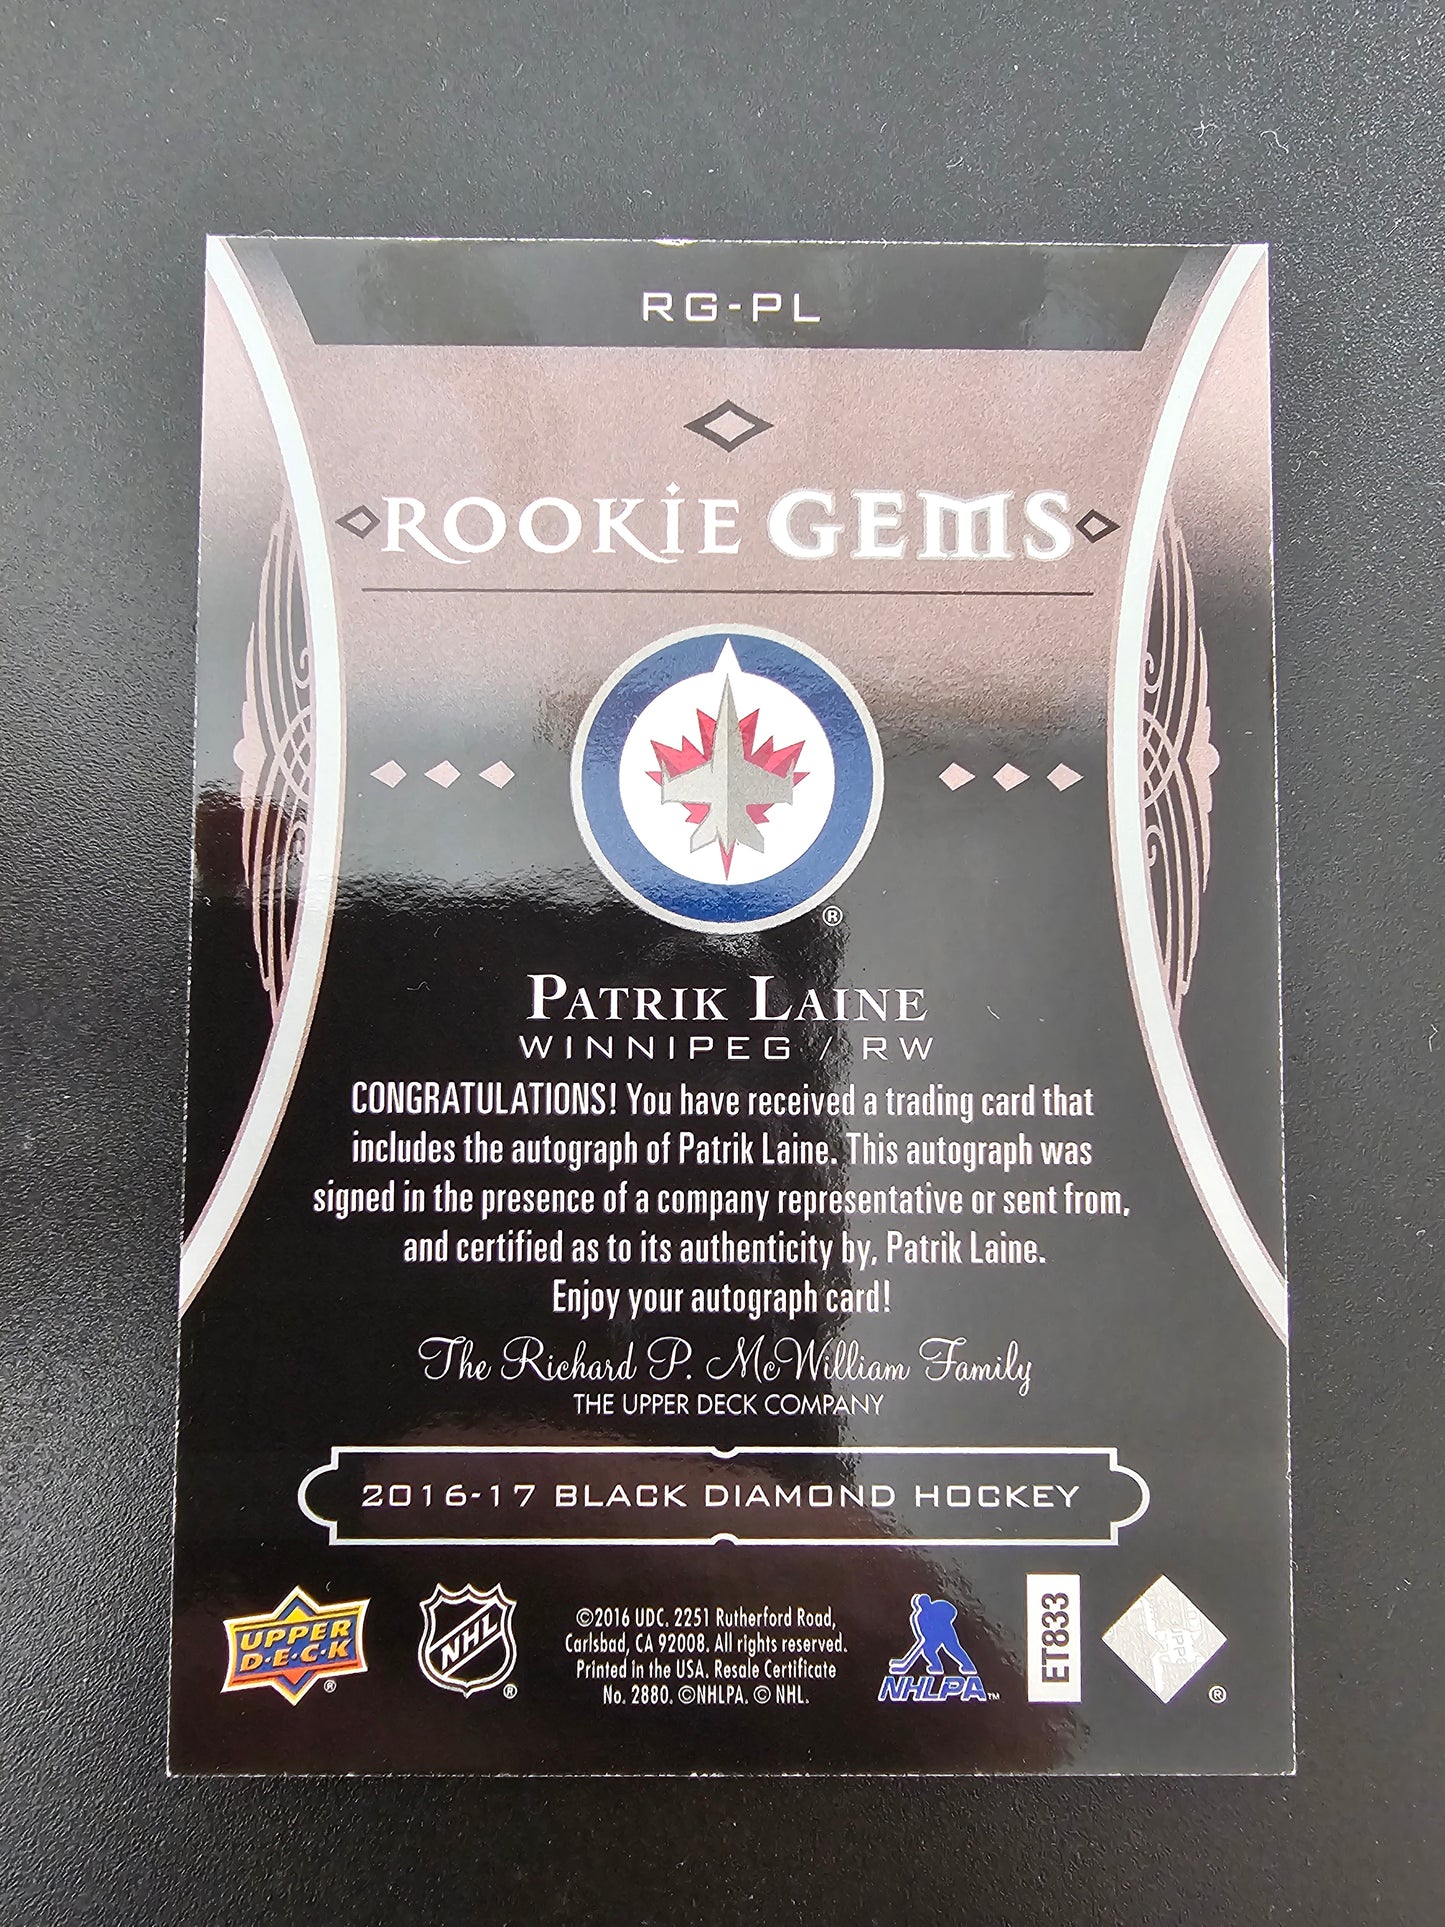 RG-PL
ROOKIE GEMS
®
PATRIK LAINE
WINNIPEG / RW
CONGRATULATIONS! You have received a trading card that
includes the autograph of Patrik Laine. This autograph was
signed in the presence of a company representative or sent from,
and certified as to its authenticity by, Patrik Laine.
Enjoy your autograph card!
The Richard P. McWilliam Family
THE UPPER DECK COMPANY
2016-17 BLACK DIAMOND HOCKEY
UPPER
D·E·C·K
®
NHL
®
©2016 UDC. 2251 Rutherford Road,
Carlsbad, CA 92008. All rights reserved.
Printed in the USA. Resale Certificate
No. 2880. ©NHLPA. © NHL.
NHLPA™
ET833
®